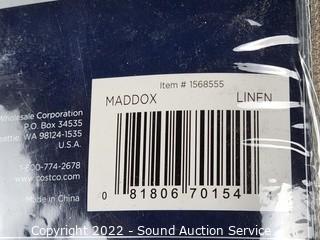 Item # 1568555
MADDOX LINEN
Wholesale Corporation
P.O. Box 34535
Seattle, WA 98124-1535
U.S.A.
1-800-774-2678
www.costco.com
Made in China
0 81806 70154
Copyright 2022 - Sound Auction Service -